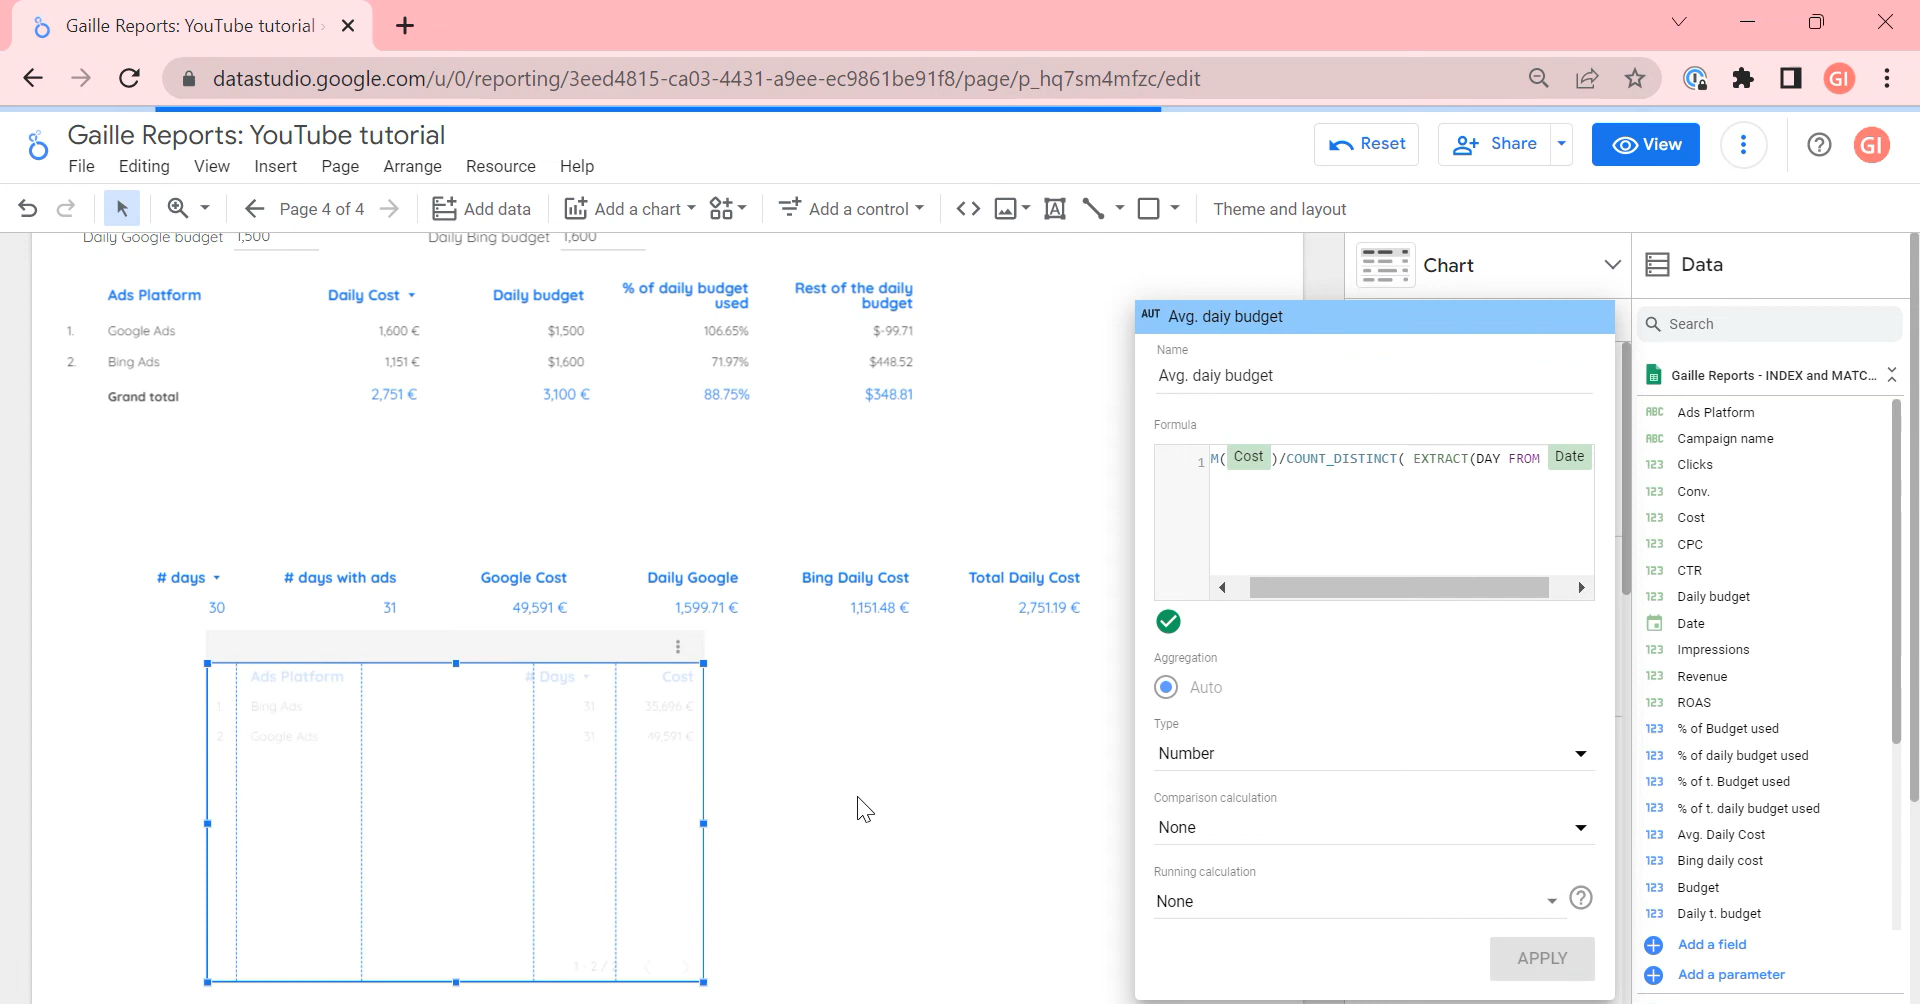 Gaille Reports: YouTube tutorial
datastudio.google.com/u/0/reporting/3eed4815-ca03-4431-a9ee-ec9861be91f8/page/p_hq7sm4mfzc/edit
GI
Gaille Reports: YouTube tutorial
File Editing View Insert Page Arrange Resource Help
Reset Share View GI
Page 4 of 4 Add data Add a chart Add a control Theme and layout
Daily Google budget 1,500 Daily Bing budget 1,600
Ads Platform Daily Cost Daily budget % of daily budget used Rest of the daily budget
1. Google Ads 1,600 € $1,500 106.65% $-99.71
2. Bing Ads 1,151 € $1,600 71.97% $448.52
Grand total 2,751 € 3,100 € 88.75% $348.81
# days # days with ads Google Cost Daily Google Bing Daily Cost Total Daily Cost
30 31 49,591 € 1,599.71 € 1,151.48 € 2,751.19 €
Ads Platform # Days Cost
1. Bing Ads 31 35,696 €
2 Google Ads 31 49,591 €
1 - 2 /
AUT Avg. daiy budget
Name
Avg. daiy budget
Formula
1 M( Cost )/COUNT_DISTINCT( EXTRACT(DAY FROM Date
Aggregation
Auto
Type
Number
Comparison calculation
None
Running calculation
None
APPLY
Chart
Data
Search
Gaille Reports - INDEX and MATC...
ABC Ads Platform
ABC Campaign name
123 Clicks
123 Conv.
123 Cost
123 CPC
123 CTR
123 Daily budget
Date
123 Impressions
123 Revenue
123 ROAS
123 % of Budget used
123 % of daily budget used
123 % of t. Budget used
123 % of t. daily budget used
123 Avg. Daily Cost
123 Bing daily cost
123 Budget
123 Daily t. budget
Add a field
Add a parameter